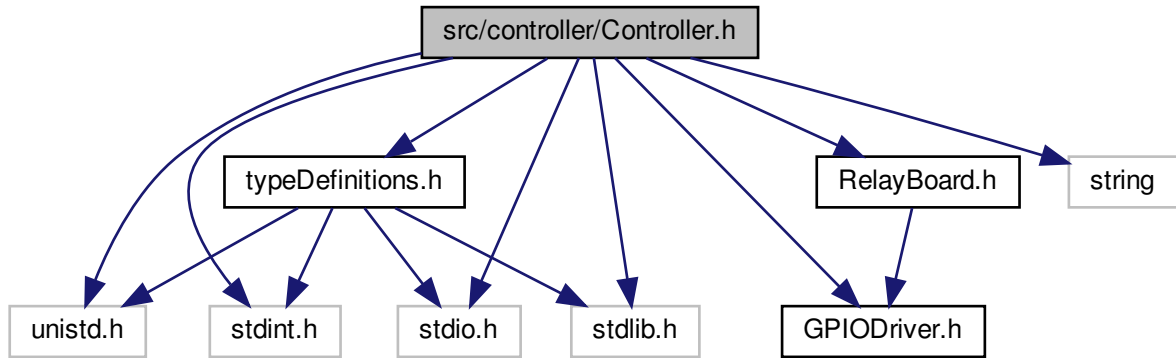 src/controller/Controller.h
typeDefinitions.h
RelayBoard.h
string
unistd.h
stdint.h
stdio.h
stdlib.h
GPIODriver.h